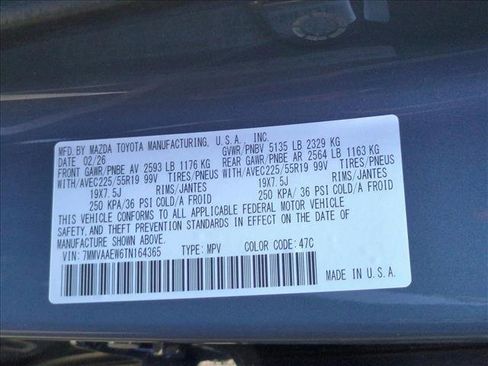 MFD. BY MAZDA TOYOTA MANUFACTURING, U.S.A., INC.
DATE 02/26 GVWR/PNBV 5135 LB 2329 KG
FRONT GAWR/PNBE AV 2593 LB 1176 KG REAR GAWR/PNBE AR 2564 LB 1163 KG
WITH/AVEC225/55R19 99V TIRES/PNEUS WITH/AVEC225/55R19 99V TIRES/PNEUS
19X7.5J RIMS/JANTES 19X7.5J RIMS/JANTES
250 KPA/36 PSI COLD/A FROID 250 KPA/36 PSI COLD/A FROID
THIS VEHICLE CONFORMS TO ALL APPLICABLE FEDERAL MOTOR VEHICLE
SAFETY, AND THEFT PREVENTION STANDARDS IN EFFECT ON THE DATE OF
MANUFACTURE SHOWN ABOVE.
VIN: 7MMVAAEW6TN164365 TYPE: MPV COLOR CODE: 47C
MADE IN U.S.A.